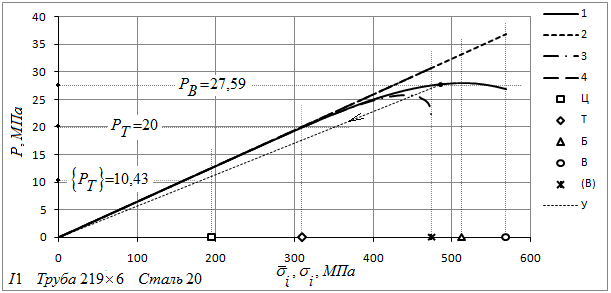 40
35
30
25
20
15
10
5
0
P, МПа
P_B=27,59
P_T=20
{P_T}=10,43
0 100 200 300 400 500 600
σ̅_i, σ_i, МПа
I1 Труба 219×6 Сталь 20
1
2
3
4
Ц
Т
Б
В
(В)
У